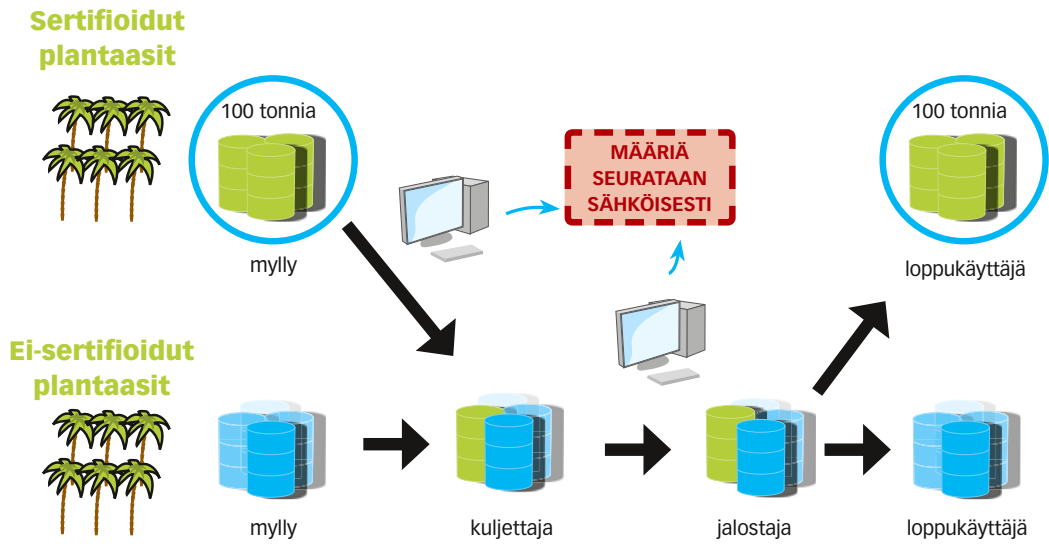 Sertifioidut
plantaasit
100 tonnia
mylly
MÄÄRIÄ
SEURATAAN
SÄHKÖISESTI
100 tonnia
loppukäyttäjä
Ei-sertifioidut
plantaasit
mylly
kuljettaja
jalostaja
loppukäyttäjä